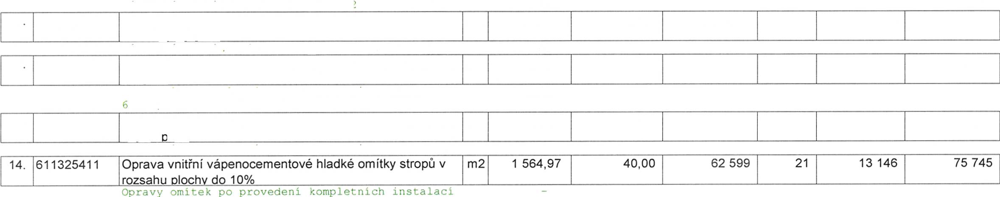 6
p
14. 611325411 Oprava vnitřní vápenocementové hladké omítky stropů v m2 1 564,97 40,00 62 599 21 13 146 75 745
rozsahu plochy do 10%
Opravy omítek po provedení kompletních instalací –